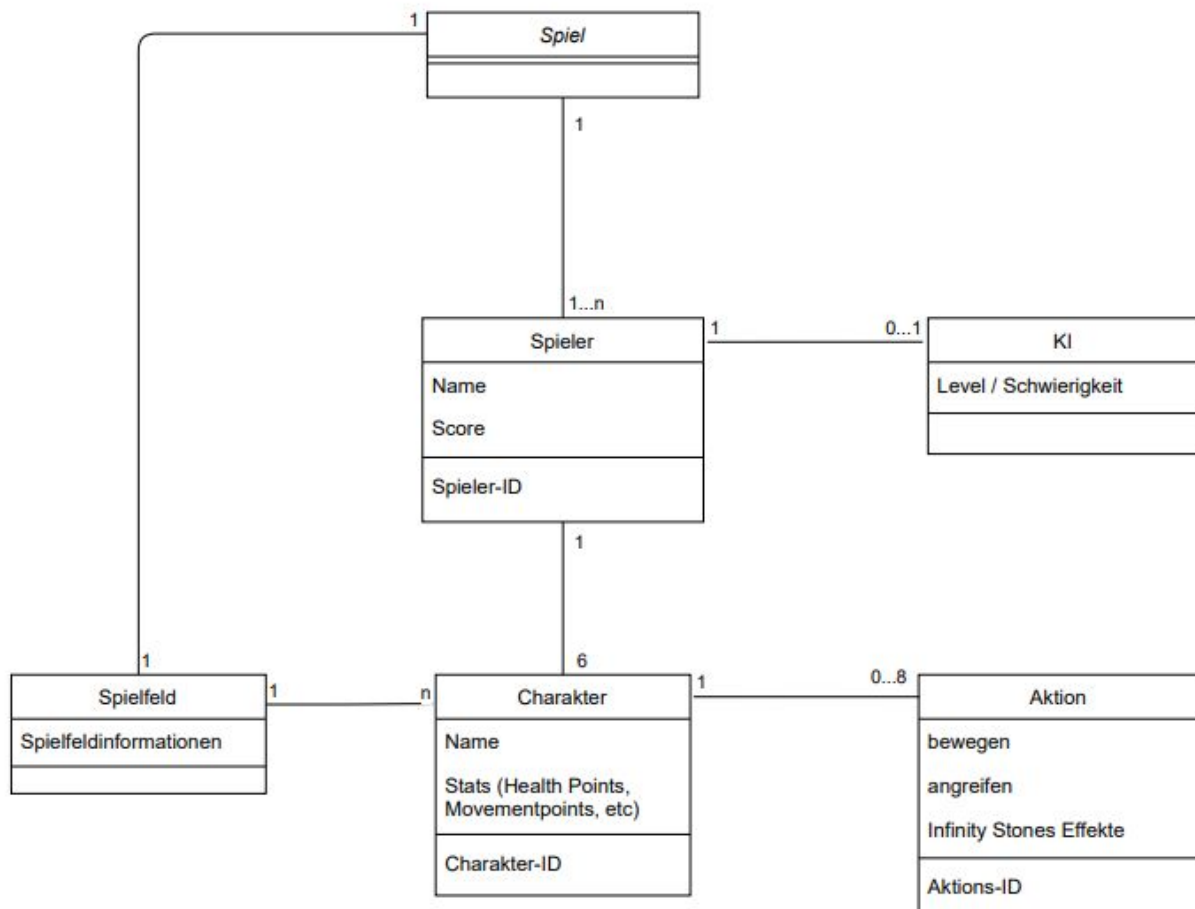 1
Spiel
1
1...n
Spieler
Name
Score
Spieler-ID
1
0...1
KI
Level / Schwierigkeit
1
6
1
Spielfeld
Spielfeldinformationen
1
n
Charakter
Name
Stats (Health Points,
Movementpoints, etc)
Charakter-ID
1
0...8
Aktion
bewegen
angreifen
Infinity Stones Effekte
Aktions-ID